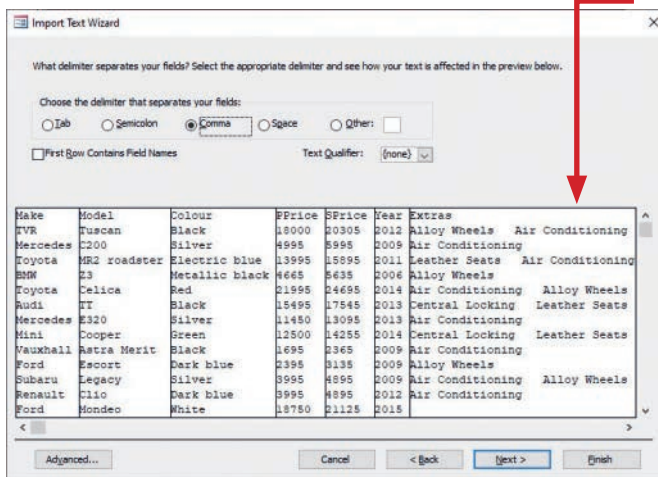 Import Text Wizard
What delimiter separates your fields? Select the appropriate delimiter and see how your text is affected in the preview below.
Choose the delimiter that separates your fields:
Tab Semicolon Comma Space Other:
First Row Contains Field Names Text Qualifier: {none}
Make Model Colour PPrice SPrice Year Extras
TVR Tuscan Black 18000 20305 2012 Alloy Wheels Air Conditioning
Mercedes C200 Silver 4995 5995 2009 Air Conditioning
Toyota MR2 roadster Electric blue 13995 15895 2011 Leather Seats Air Conditioning
BMW Z3 Metallic black 4665 5635 2006 Alloy Wheels
Toyota Celica Red 21995 24695 2014 Air Conditioning Alloy Wheels
Audi TT Black 15495 17545 2013 Central Locking Leather Seats
Mercedes E320 Silver 11450 13095 2013 Air Conditioning
Mini Cooper Green 12500 14255 2014 Central Locking Leather Seats
Vauxhall Astra Merit Black 1695 2365 2009 Air Conditioning
Ford Escort Dark blue 2395 3135 2009 Alloy Wheels
Subaru Legacy Silver 3995 4895 2009 Air Conditioning Alloy Wheels
Renault Clio Dark blue 3995 4895 2012 Air Conditioning
Ford Mondeo White 18750 21125 2015
Advanced... Cancel < Back Next > Finish